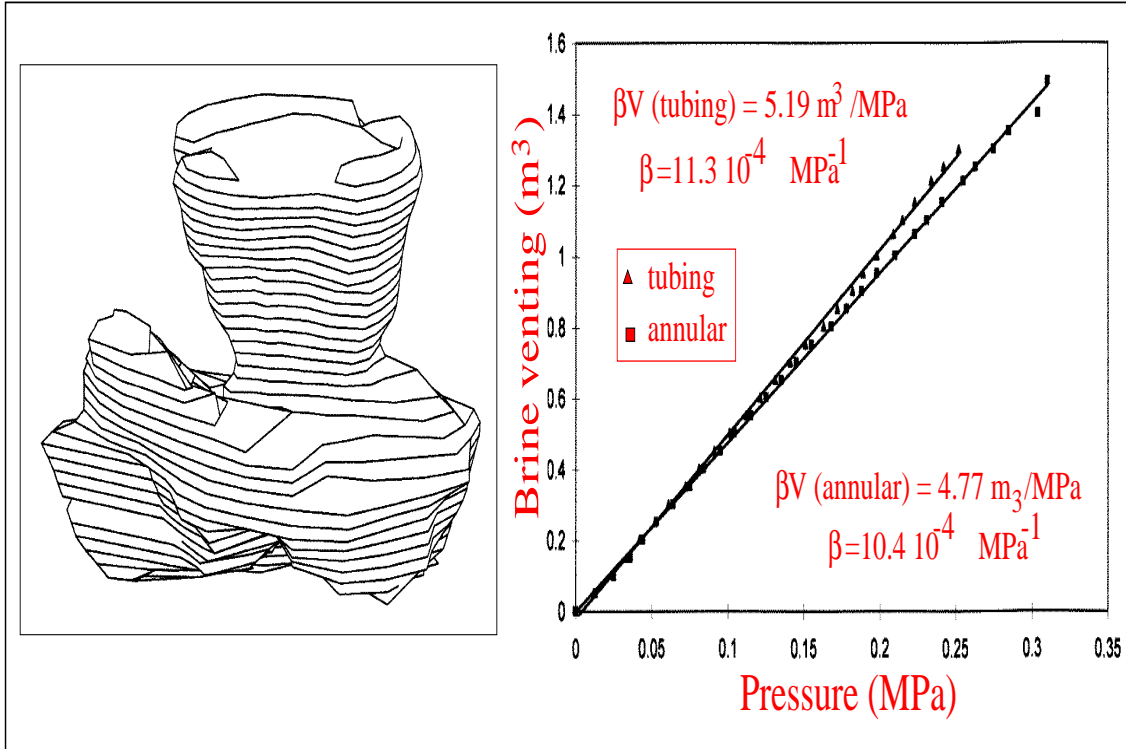 1.6
1.4
1.2
1
0.8
0.6
0.4
0.2
0
Brine venting (m³)
βV (tubing) = 5.19 m³ /MPa
β=11.3 10⁻⁴ MPa⁻¹
tubing
annular
βV (annular) = 4.77 m₃/MPa
β=10.4 10⁻⁴ MPa⁻¹
0 0.05 0.1 0.15 0.2 0.25 0.3 0.35
Pressure (MPa)